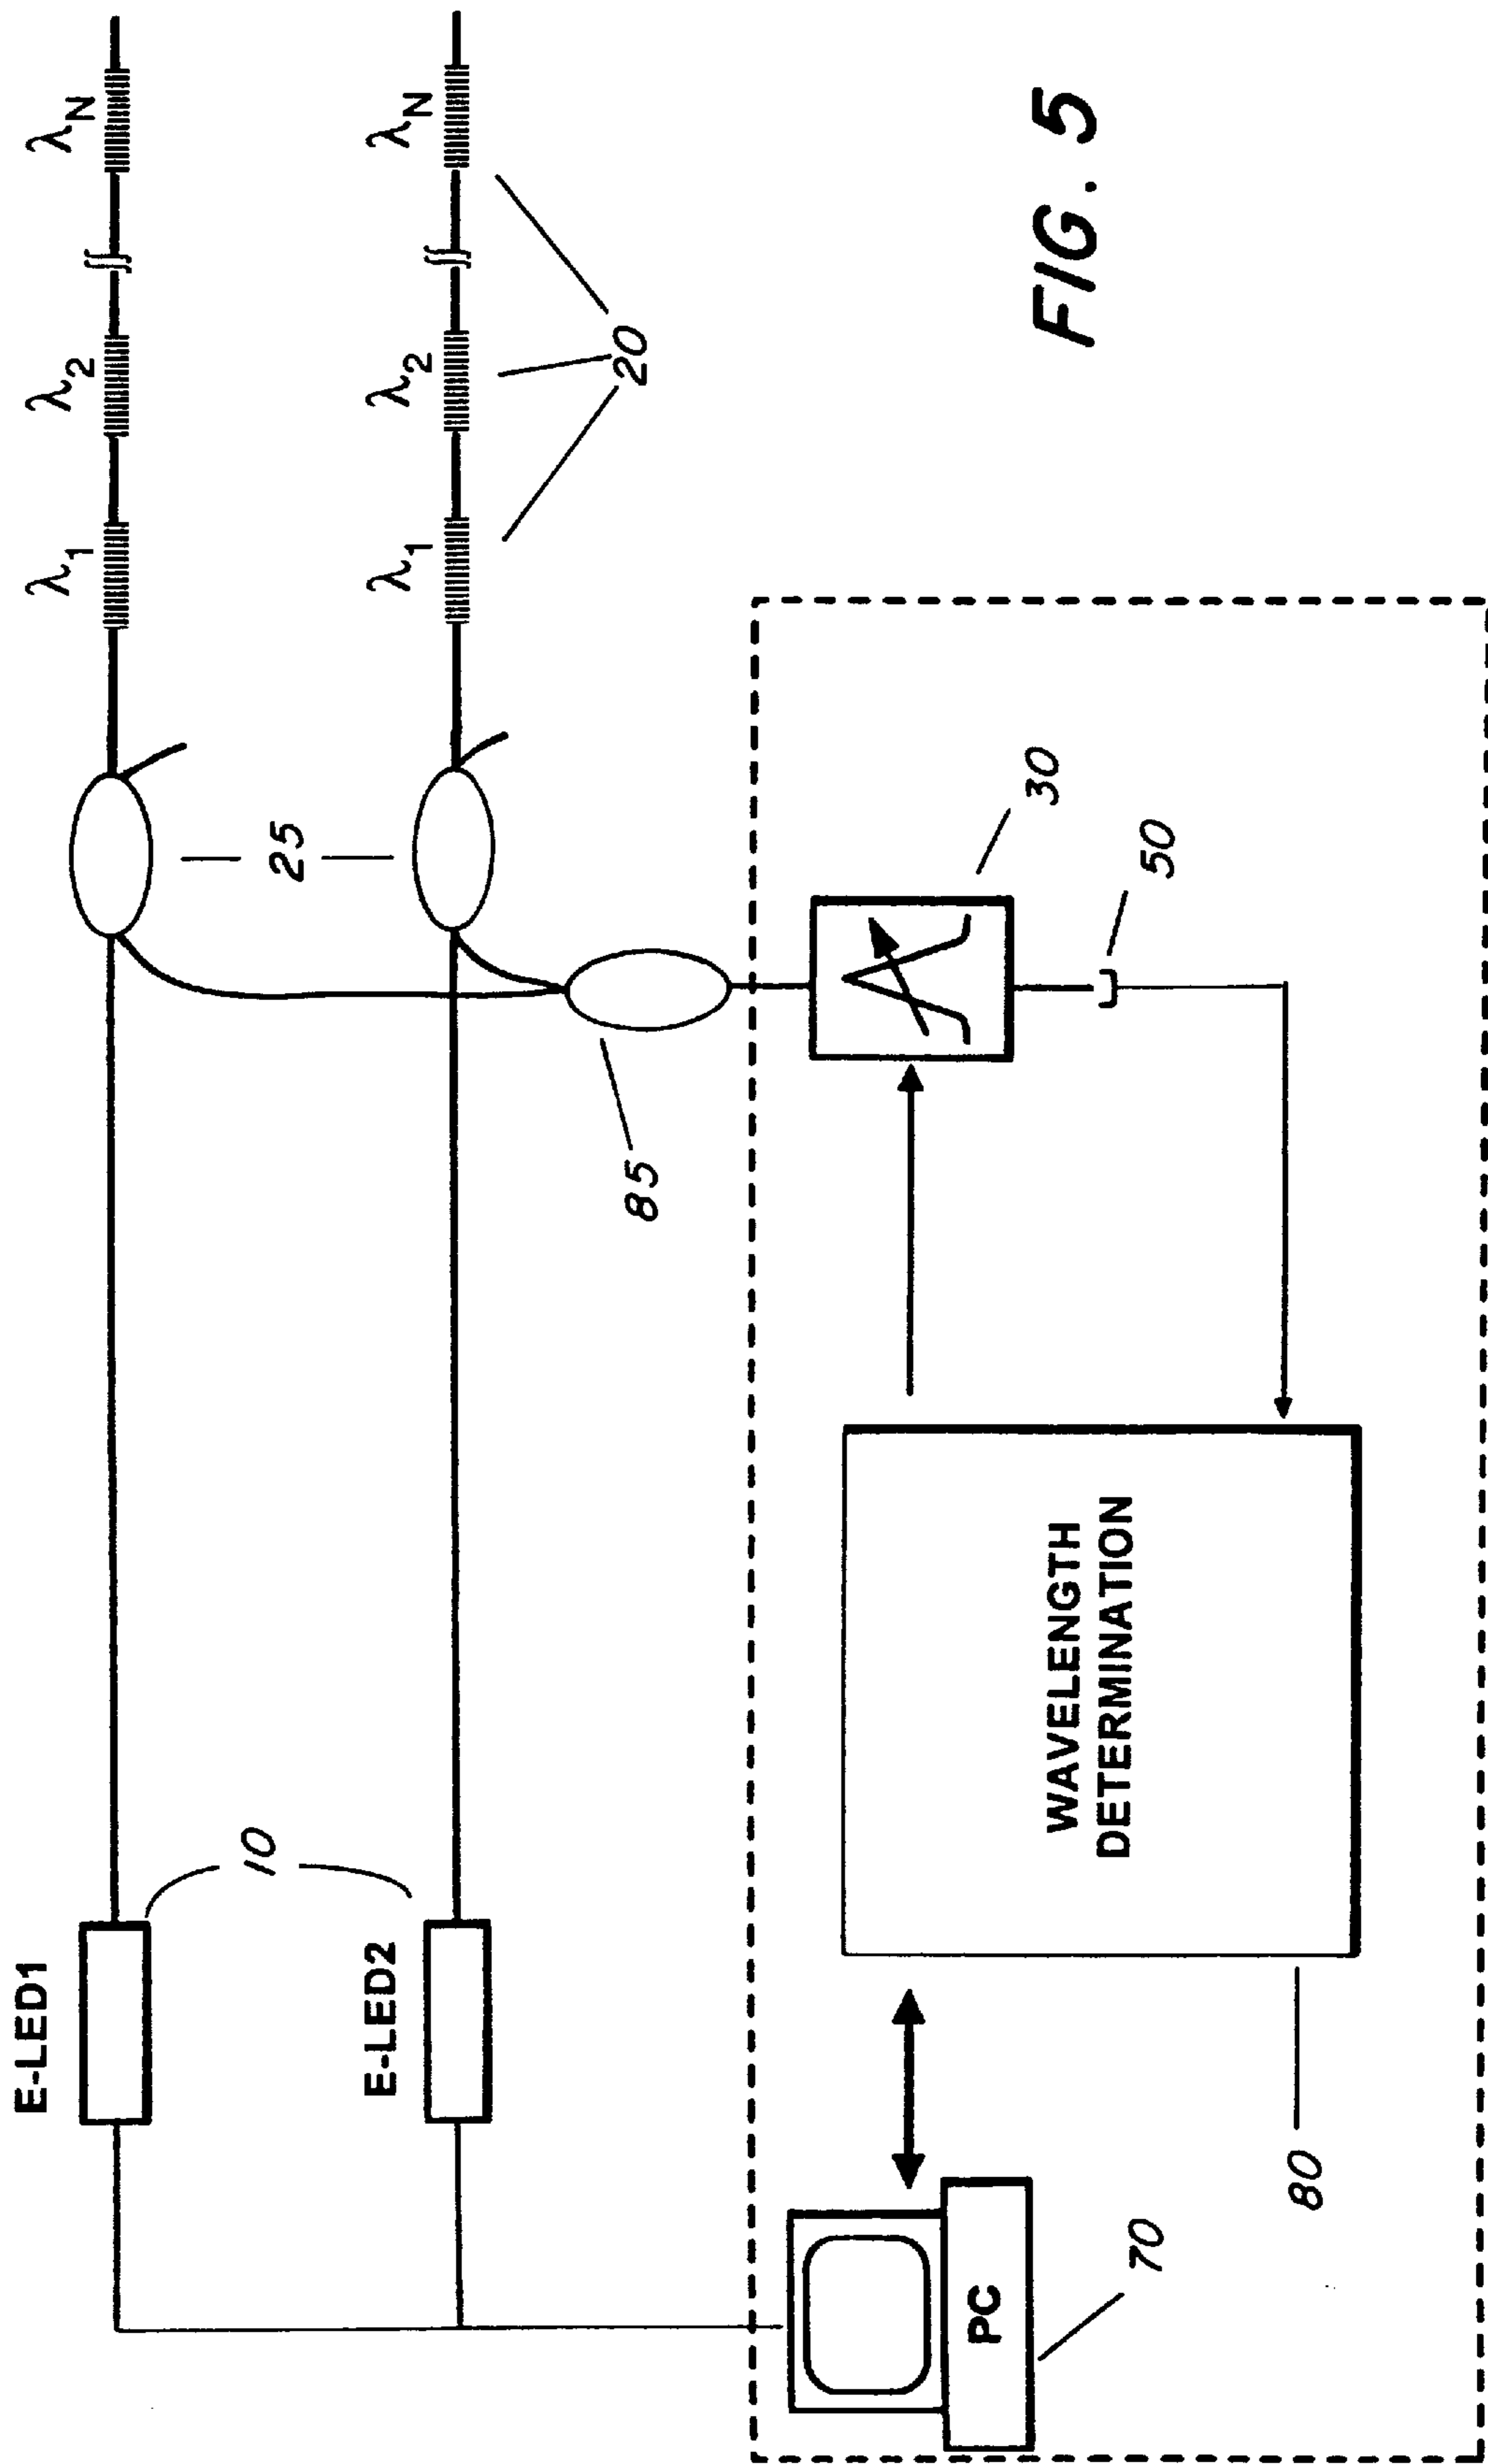 E-LED1
10
25
λ1
λ2
λN
E-LED2
λ1
λ2
λN
20
85
30
50
WAVELENGTH
DETERMINATION
PC
70
80
FIG. 5